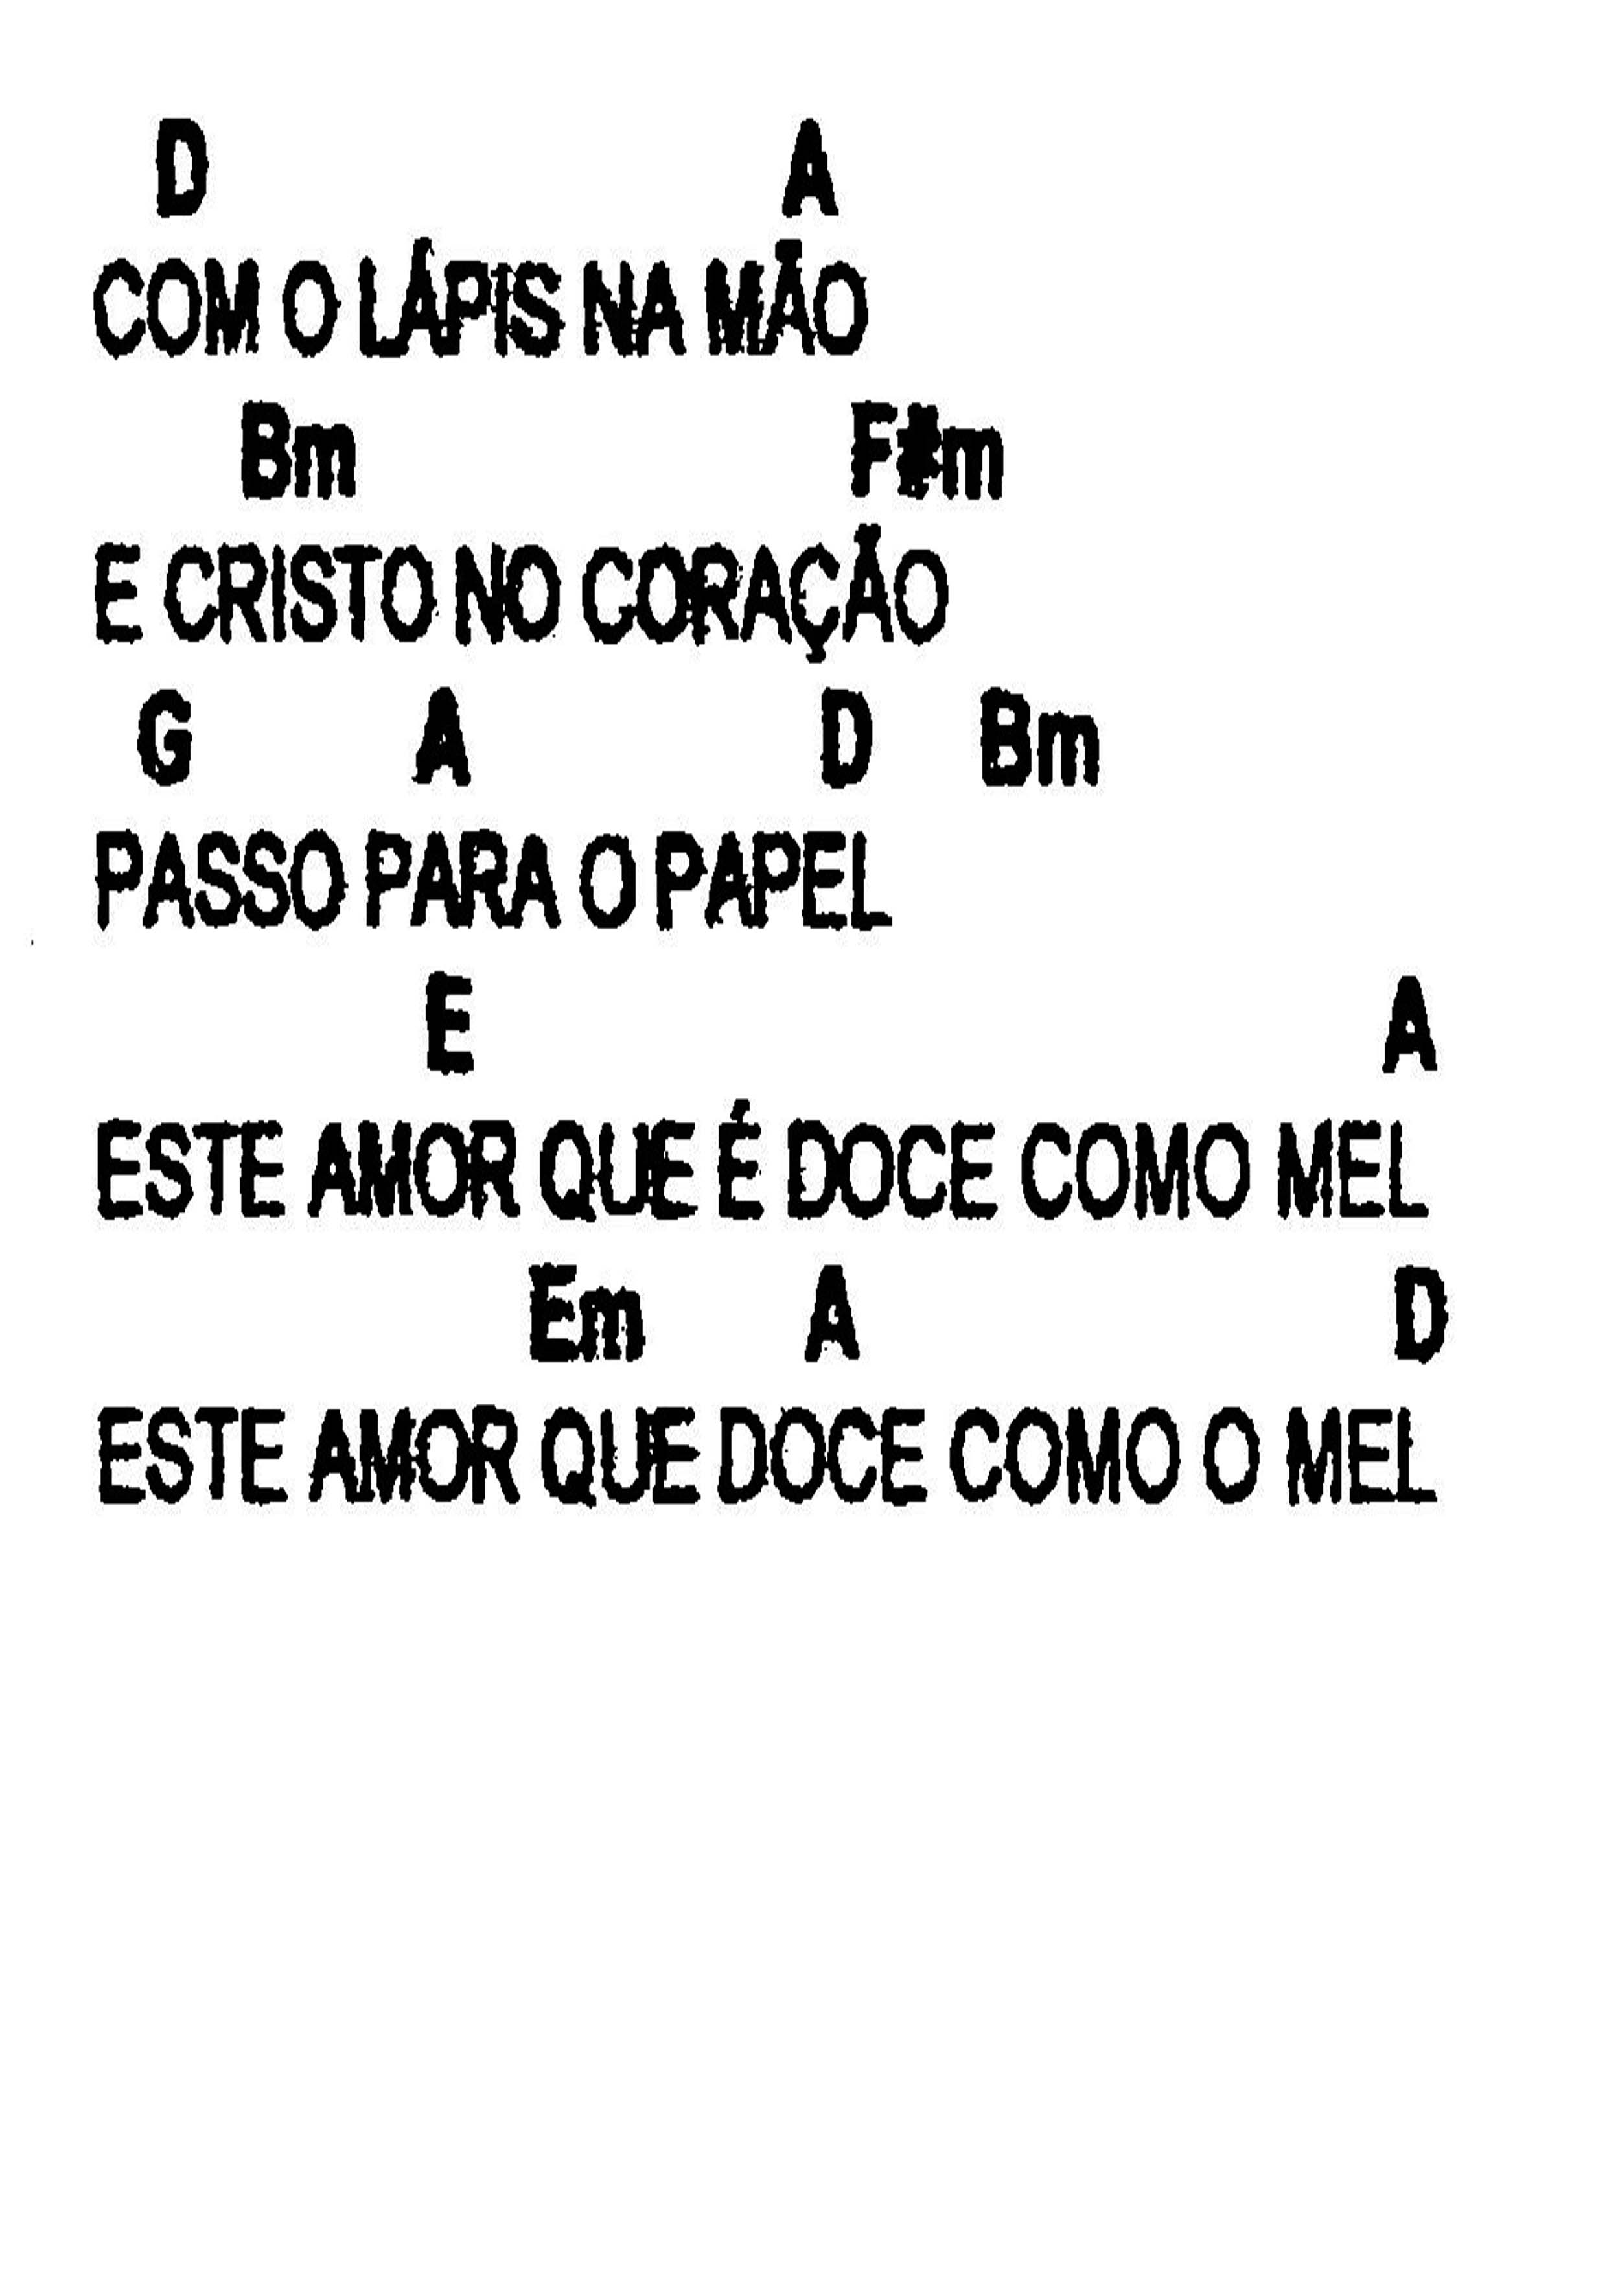 D A
COM O LÁPIS NA MÃO
Bm F#m
E CRISTO NO CORAÇÃO
G A D Bm
PASSO PARA O PAPEL
E A
ESTE AMOR QUE É DOCE COMO MEL
Em A D
ESTE AMOR QUE DOCE COMO O MEL